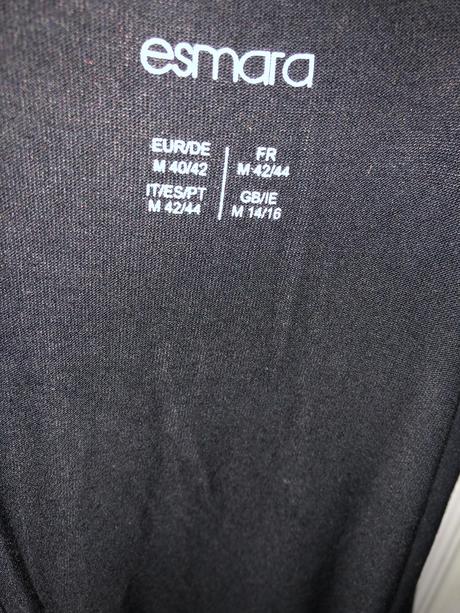 esmara
EUR/DE
M 40/42
IT/ES/PT
M 42/44
FR
M 42/44
GB/IE
M 14/16